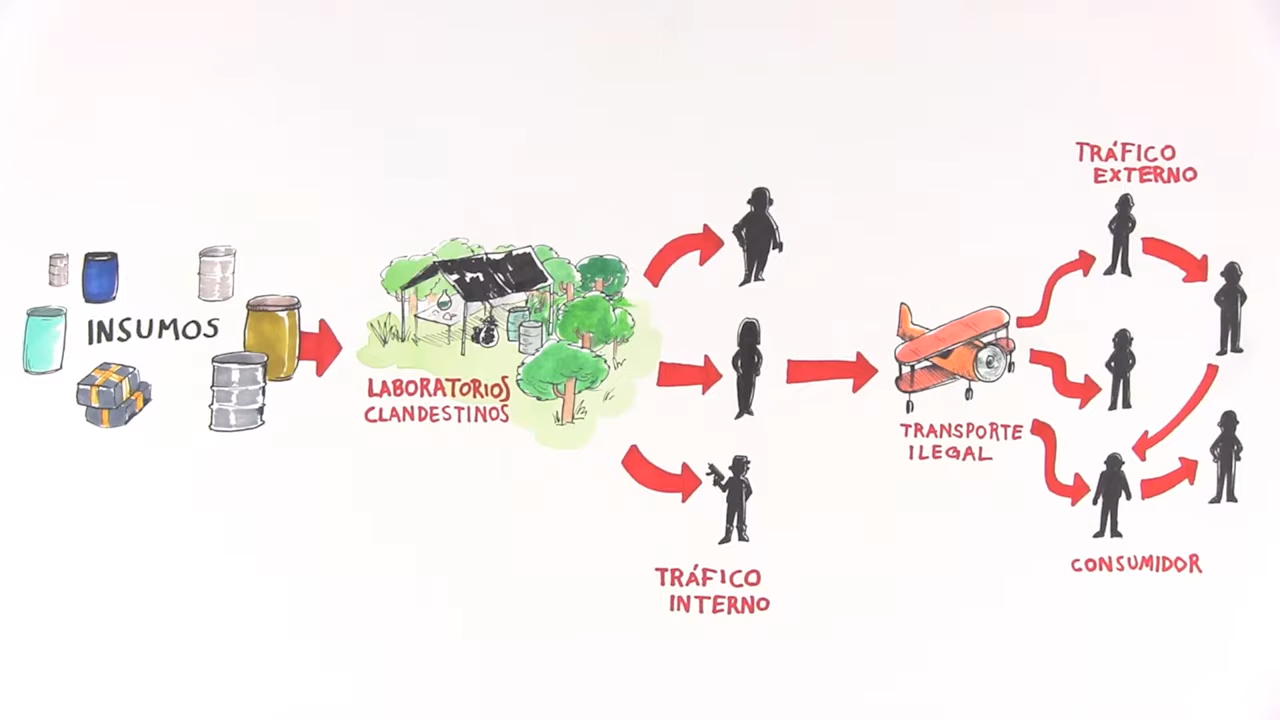 INSUMOS
LABORATORIOS
CLANDESTINOS
TRÁFICO
INTERNO
TRANSPORTE
ILEGAL
TRÁFICO
EXTERNO
CONSUMIDOR